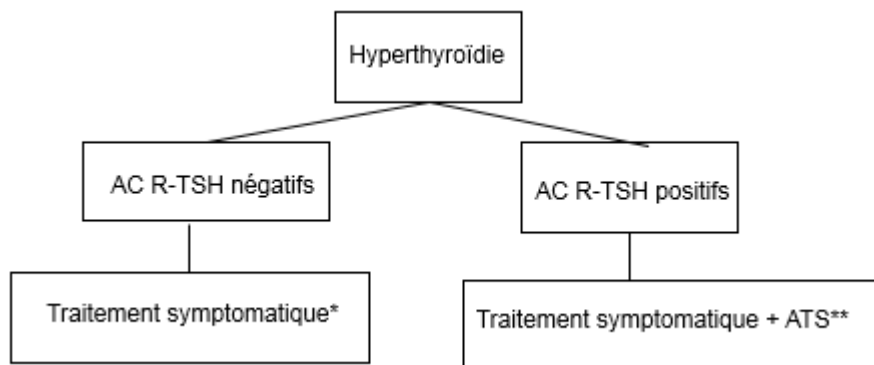 Hyperthyroïdie
AC R-TSH négatifs
AC R-TSH positifs
Traitement symptomatique*
Traitement symptomatique + ATS**